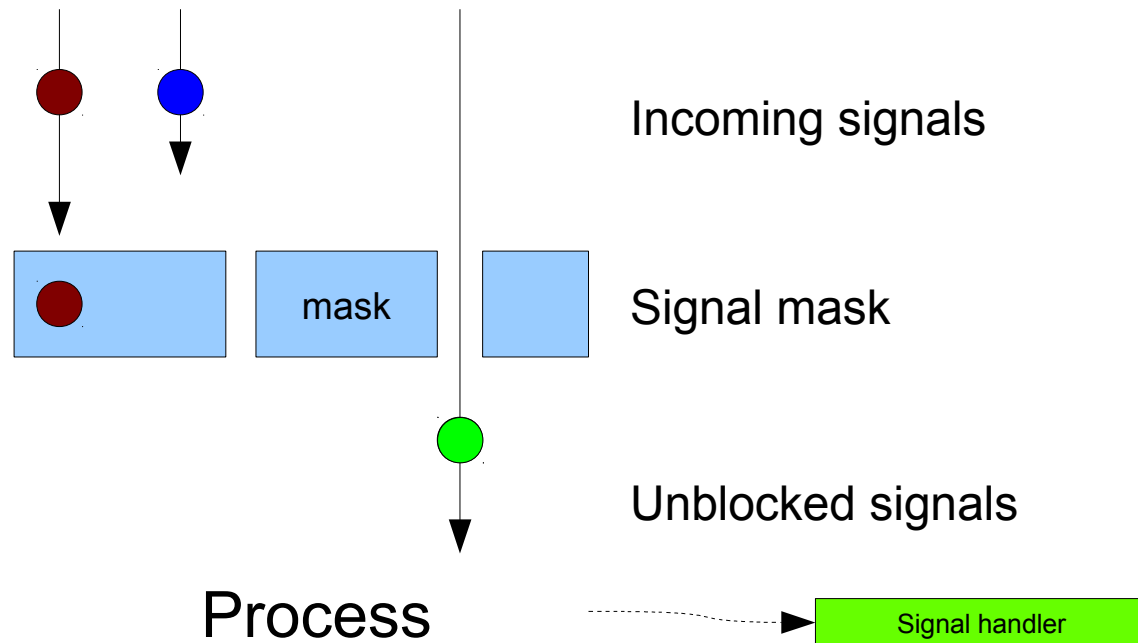 Incoming signals
mask
Signal mask
Unblocked signals
Process
Signal handler